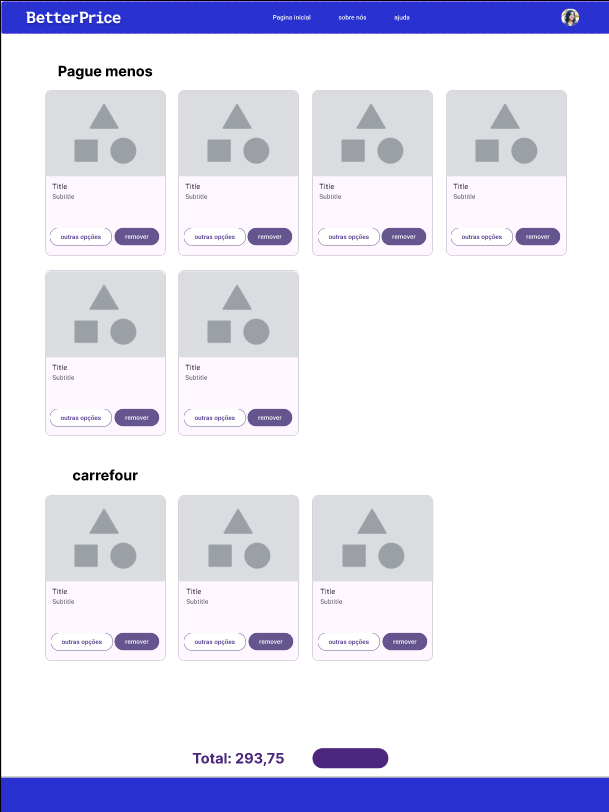 BetterPrice Pagina inicial sobre nós ajuda
Pague menos
Title Title Title Title
Subtitle Subtitle Subtitle Subtitle
outras opções remover outras opções remover outras opções remover outras opções remover
Title Title
Subtitle Subtitle
outras opções remover outras opções remover
carrefour
Title Title Title
Subtitle Subtitle Subtitle
outras opções remover outras opções remover outras opções remover
Total: 293,75